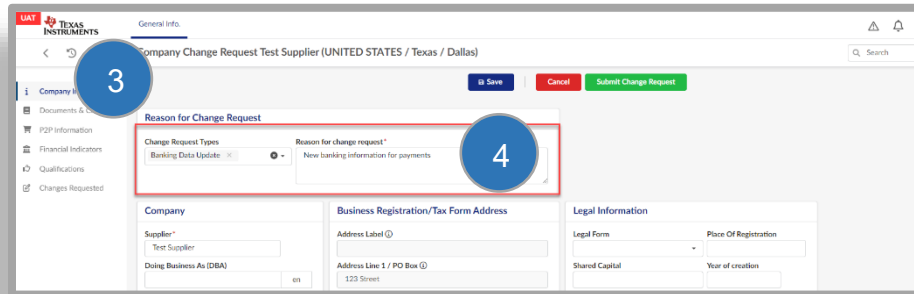 UAT
TEXAS
INSTRUMENTS
General Info.
Company Change Request Test Supplier (UNITED STATES / Texas / Dallas)
Search
3
Save
Cancel
Submit Change Request
i Company
Documents &
P2P Information
Financial Indicators
Qualifications
Changes Requested
Reason for Change Request
Change Request Types
Reason for change request*
Banking Data Update
New banking information for payments
4
Company
Business Registration/Tax Form Address
Legal Information
Supplier*
Address Label
Legal Form
Place Of Registration
Test Supplier
Doing Business As (DBA)
Address Line 1 / PO Box
Shared Capital
Year of creation
en
123 Street